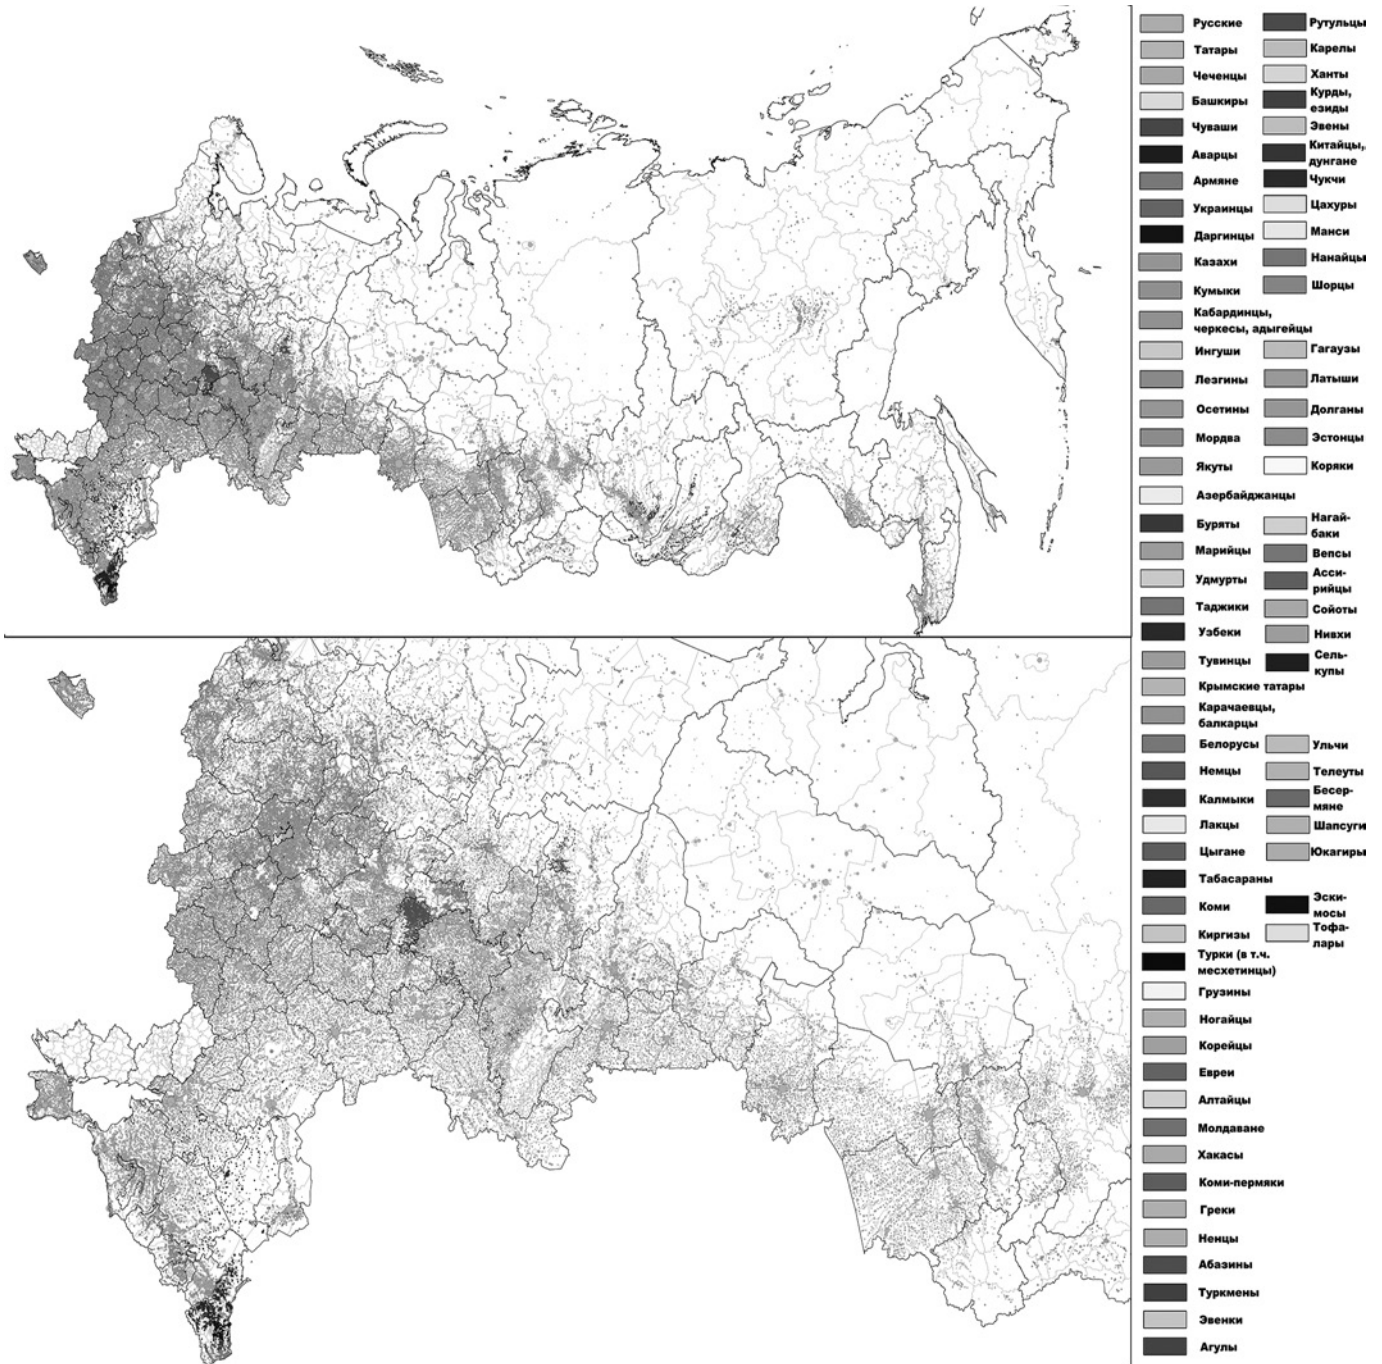 Русские
Татары
Чеченцы
Башкиры
Чуваши
Аварцы
Армяне
Украинцы
Даргинцы
Казахи
Кумыки
Кабардинцы,
черкесы, адыгейцы
Ингуши
Лезгины
Осетины
Мордва
Якуты
Азербайджанцы
Буряты
Марийцы
Удмурты
Таджики
Узбеки
Тувинцы
Крымские татары
Карачаевцы,
балкарцы
Белорусы
Немцы
Калмыки
Лакцы
Цыгане
Табасараны
Коми
Киргизы
Турки (в т.ч.
месхетинцы)
Грузины
Ногайцы
Корейцы
Евреи
Алтайцы
Молдаване
Хакасы
Коми-пермяки
Греки
Ненцы
Абазины
Туркмены
Эвенки
Агулы
Рутульцы
Карелы
Ханты
Курды,
езиды
Эвены
Китайцы,
дунгане
Чукчи
Цахуры
Манси
Нанайцы
Шорцы
Гагаузы
Латыши
Долганы
Эстонцы
Коряки
Нагай-
баки
Вепсы
Асси-
рийцы
Сойоты
Нивхи
Сель-
купы
Ульчи
Телеуты
Бесер-
мяне
Шапсуги
Юкагиры
Эски-
мосы
Тофа-
лары